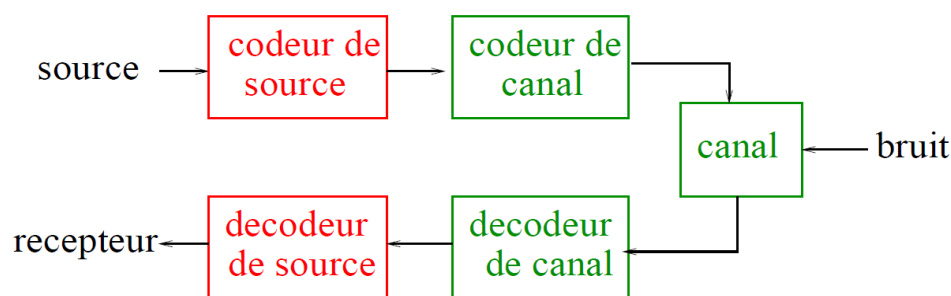 source
codeur de
source
codeur de
canal
canal
bruit
recepteur
decodeur
de source
decodeur
de canal